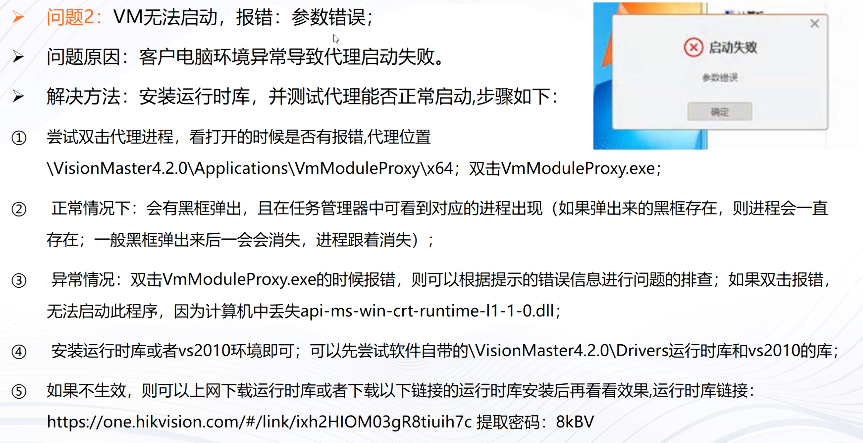 ➢ 问题2：VM无法启动，报错：参数错误；
➢ 问题原因：客户电脑环境异常导致代理启动失败。
➢ 解决方法：安装运行时库，并测试代理能否正常启动,步骤如下：
启动失败
参数错误
确定
① 尝试双击代理进程，看打开的时候是否有报错,代理位置
\VisionMaster4.2.0\Applications\VmModuleProxy\x64；双击VmModuleProxy.exe；
② 正常情况下：会有黑框弹出，且在任务管理器中可看到对应的进程出现（如果弹出来的黑框存在，则进程会一直
存在；一般黑框弹出来后一会会消失，进程跟着消失）；
③ 异常情况：双击VmModuleProxy.exe的时候报错，则可以根据提示的错误信息进行问题的排查；如果双击报错，
无法启动此程序，因为计算机中丢失api-ms-win-crt-runtime-l1-1-0.dll；
④ 安装运行时库或者vs2010环境即可；可以先尝试软件自带的\VisionMaster4.2.0\Drivers运行时库和vs2010的库；
⑤ 如果不生效，则可以上网下载运行时库或者下载以下链接的运行时库安装后再看看效果,运行时库链接：
https://one.hikvision.com/#/link/ixh2HIOM03gR8tiuih7c 提取密码：8kBV